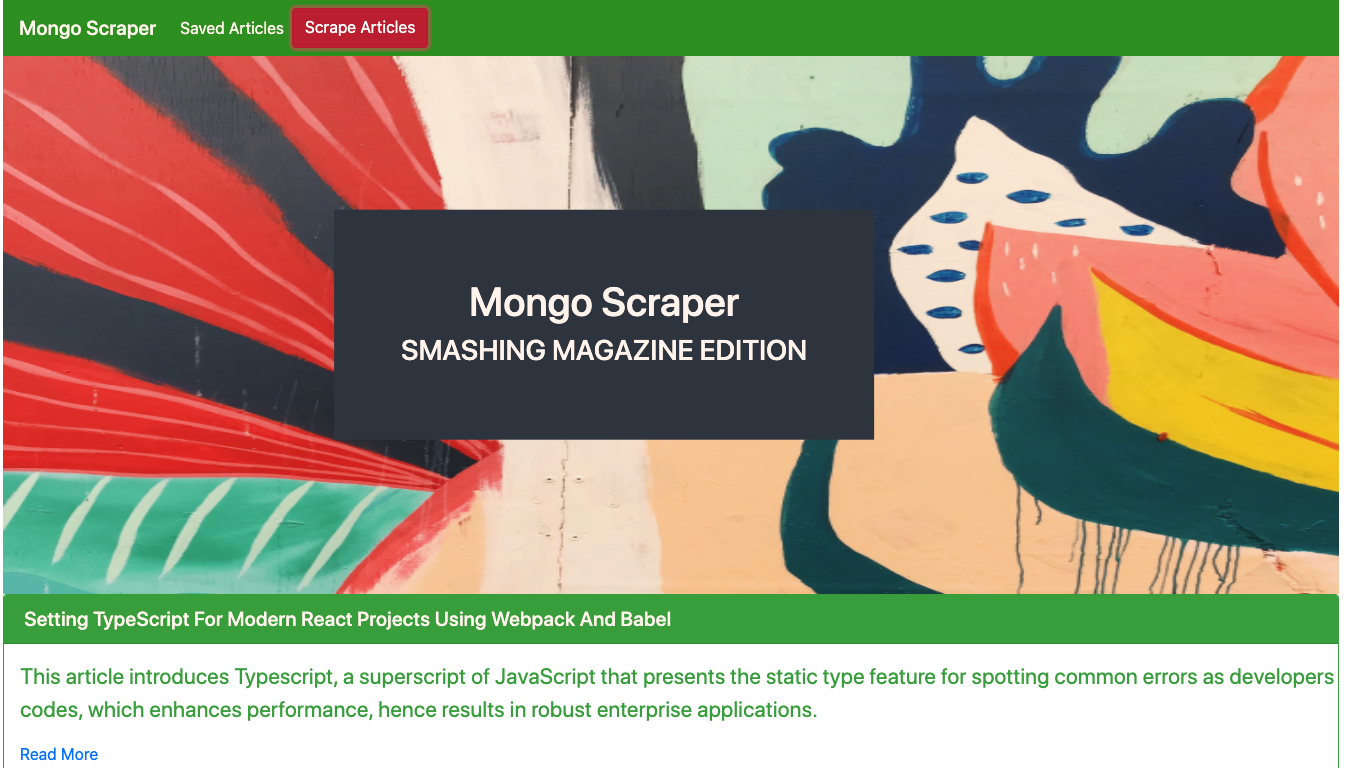 Mongo Scraper Saved Articles Scrape Articles
Mongo Scraper
SMASHING MAGAZINE EDITION
Setting TypeScript For Modern React Projects Using Webpack And Babel
This article introduces Typescript, a superscript of JavaScript that presents the static type feature for spotting common errors as developers
codes, which enhances performance, hence results in robust enterprise applications.
Read More